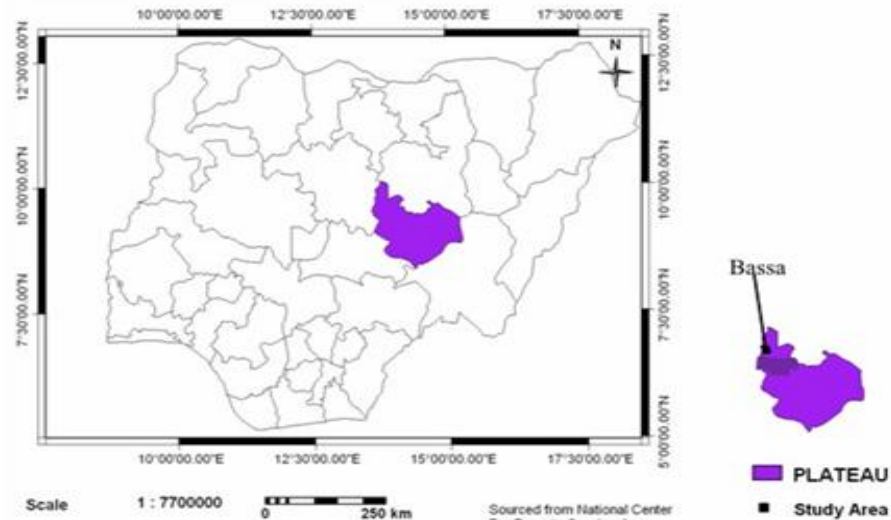 10°00'00.00"E 12°30'00.00"E 15°00'00.00"E 17°30'00.00"E
N
12°30'00.00"N
12°30'00.00"N
10°00'00.00"N
10°00'00.00"N
7°30'00.00"N
7°30'00.00"N
5°00'00.00"N
10°00'00.00"E 12°30'00.00"E 15°00'00.00"E 17°30'00.00"E
Bassa
PLATEAU
Study Area
Scale 1 : 7700000
0 250 km
Sourced from National Center